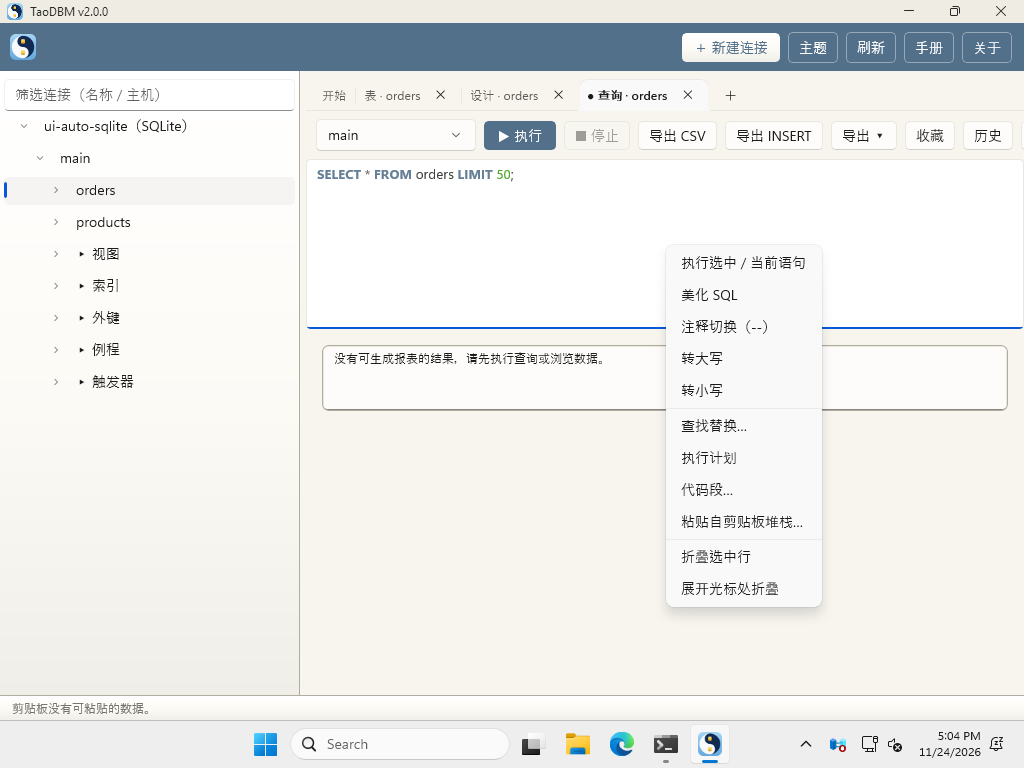 TaoDBM v2.0.0
+ 新建连接
主题
刷新
手册
关于
筛选连接（名称 / 主机）
ui-auto-sqlite（SQLite）
main
orders
products
视图
索引
外键
例程
触发器
开始
表 · orders
设计 · orders
● 查询 · orders
main
执行
停止
导出 CSV
导出 INSERT
导出
收藏
历史
SELECT * FROM orders LIMIT 50;
执行选中 / 当前语句
美化 SQL
注释切换（--）
转大写
转小写
查找替换...
执行计划
代码段...
粘贴自剪贴板堆栈...
折叠选中行
展开光标处折叠
没有可生成报表的结果，请先执行查询或浏览数据。
剪贴板没有可粘贴的数据。
Search
5:04 PM
11/24/2026